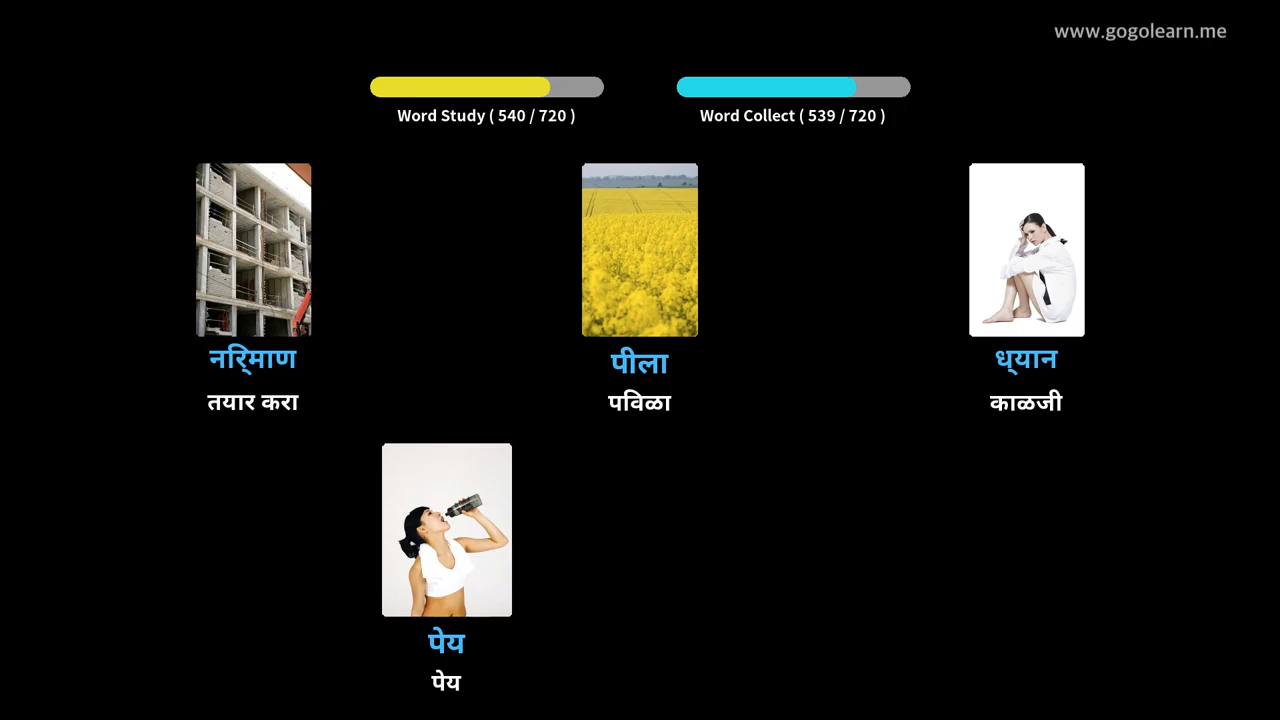 www.gogolearn.me
Word Study ( 540 / 720 )
Word Collect ( 539 / 720 )
नरि्माण
पीला
ध्यान
तयार करा
पविळा
काळजी
पेय
पेय